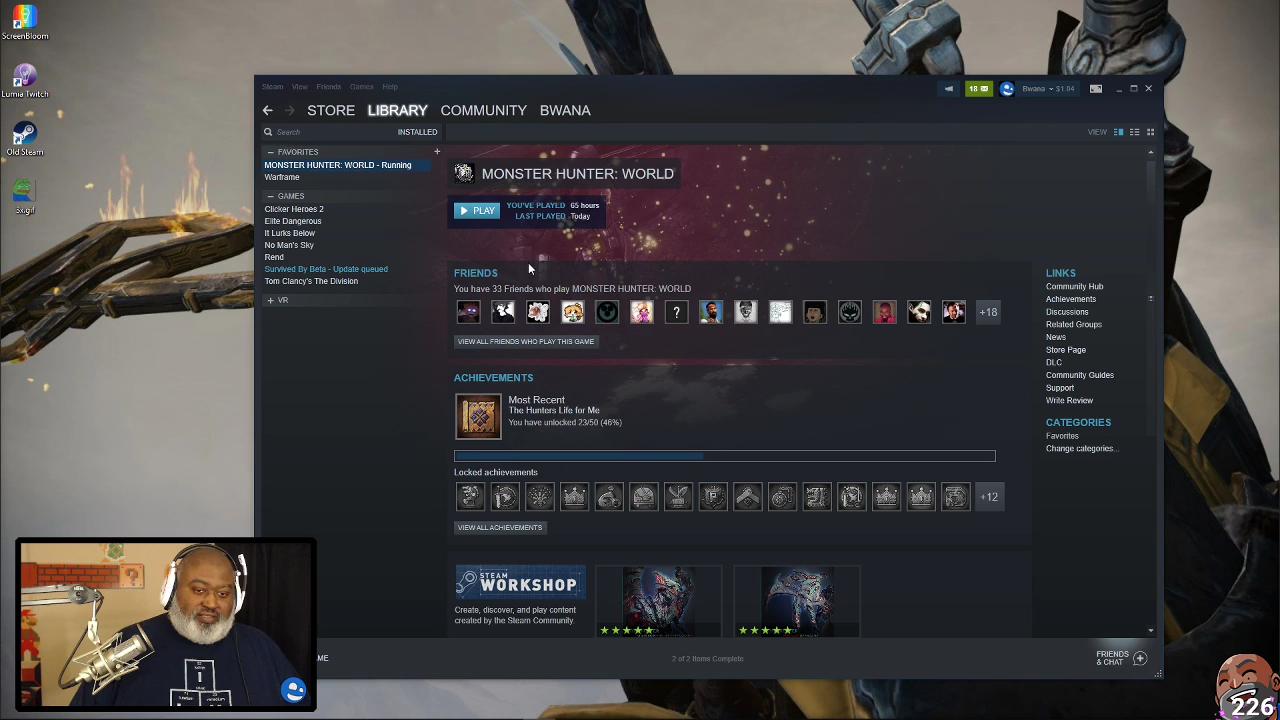 ScreenBloom
Lumia Twitch
Old Steam
5x.gif
Steam View Friends Games Help
18
Bwana $1.04
STORE LIBRARY COMMUNITY BWANA
Search INSTALLED
VIEW
FAVORITES
MONSTER HUNTER: WORLD - Running
Warframe
GAMES
Clicker Heroes 2
Elite Dangerous
It Lurks Below
No Man's Sky
Rend
Survived By Beta - Update queued
Tom Clancy's The Division
VR
MONSTER HUNTER: WORLD
PLAY
YOU'VE PLAYED 65 hours
LAST PLAYED Today
FRIENDS
You have 33 Friends who play MONSTER HUNTER: WORLD
?
+18
VIEW ALL FRIENDS WHO PLAY THIS GAME
ACHIEVEMENTS
Most Recent
The Hunters Life for Me
You have unlocked 23/50 (46%)
Locked achievements
+12
VIEW ALL ACHIEVEMENTS
STEAM
WORKSHOP
Create, discover, and play content
created by the Steam Community.
LINKS
Community Hub
Achievements
Discussions
Related Groups
News
Store Page
DLC
Community Guides
Support
Write Review
CATEGORIES
Favorites
Change categories...
2 of 2 Items Complete
FRIENDS
& CHAT
226